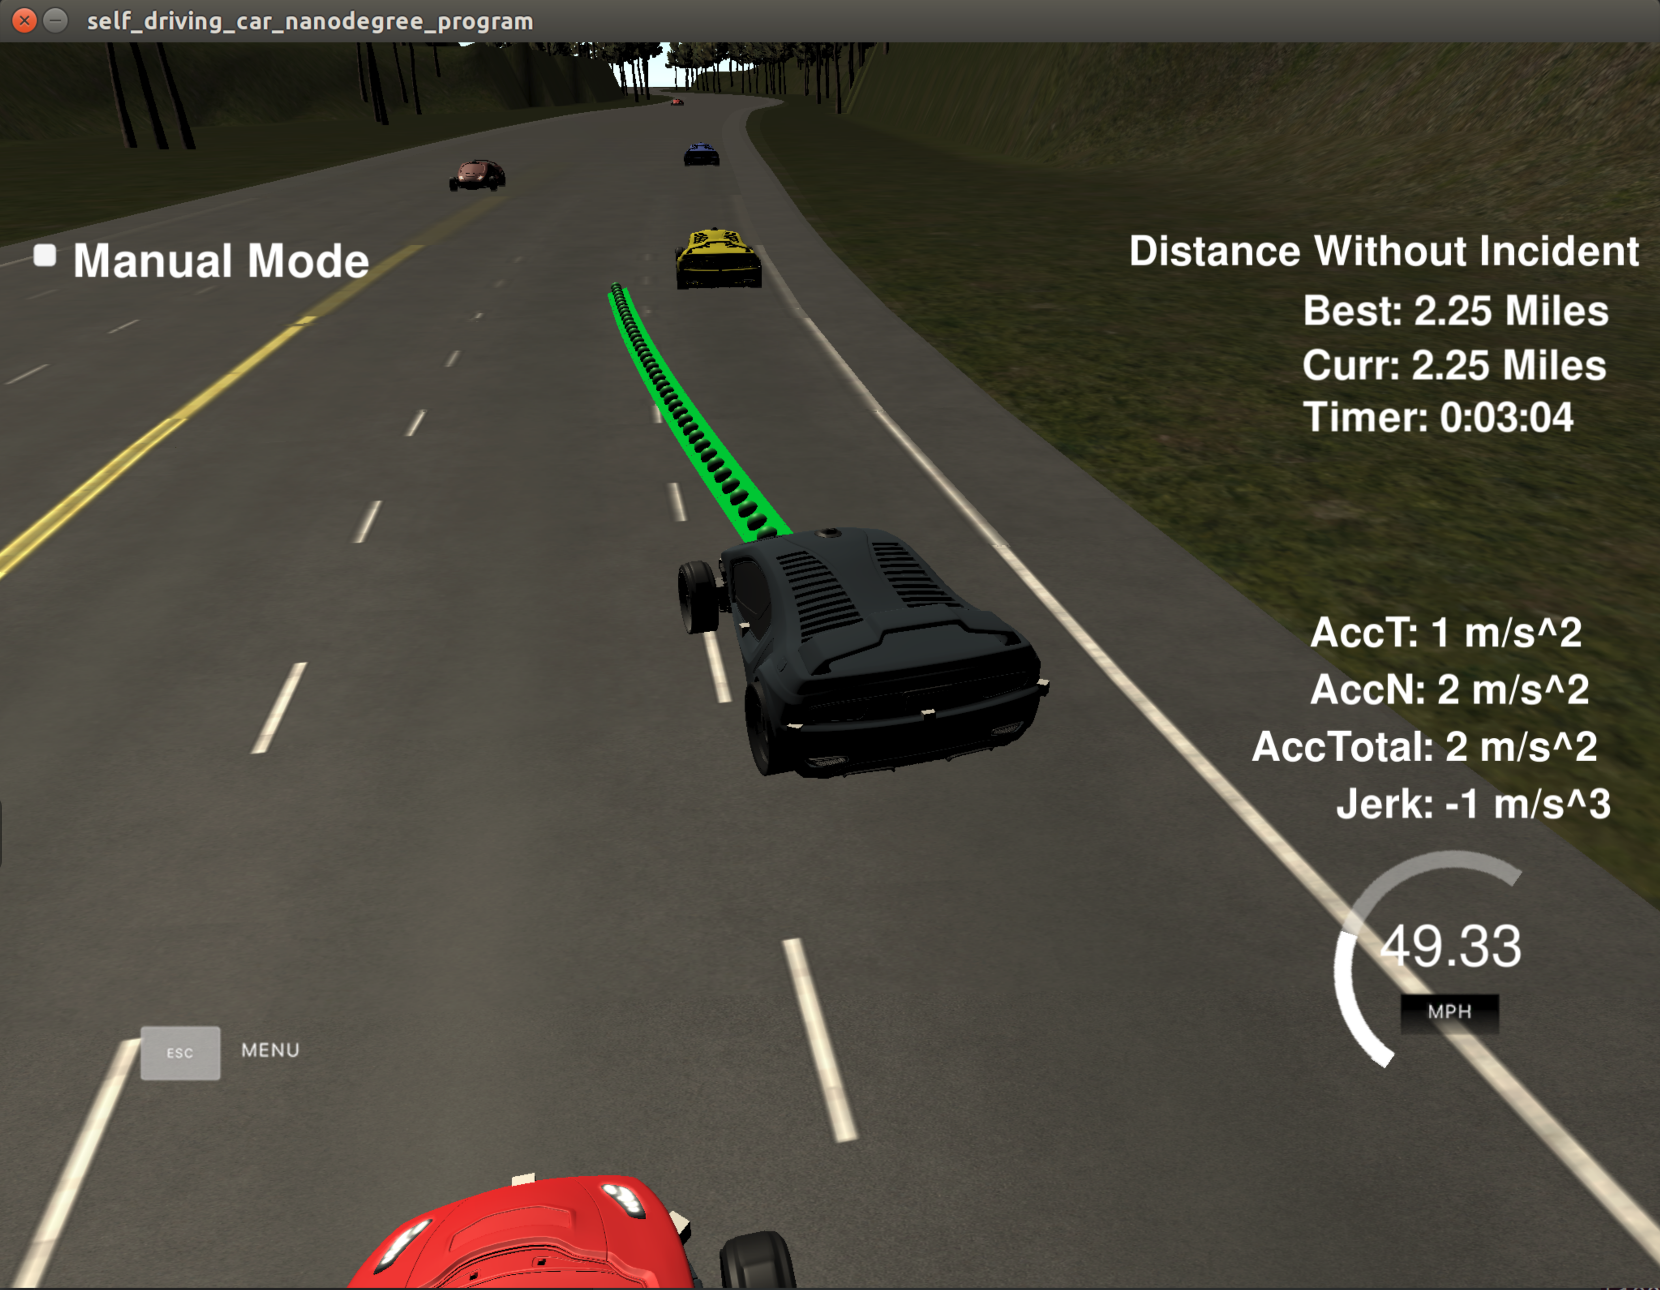 self_driving_car_nanodegree_program
Manual Mode
Distance Without Incident
Best: 2.25 Miles
Curr: 2.25 Miles
Timer: 0:03:04
AccT: 1 m/s^2
AccN: 2 m/s^2
AccTotal: 2 m/s^2
Jerk: -1 m/s^3
49.33
MPH
ESC MENU